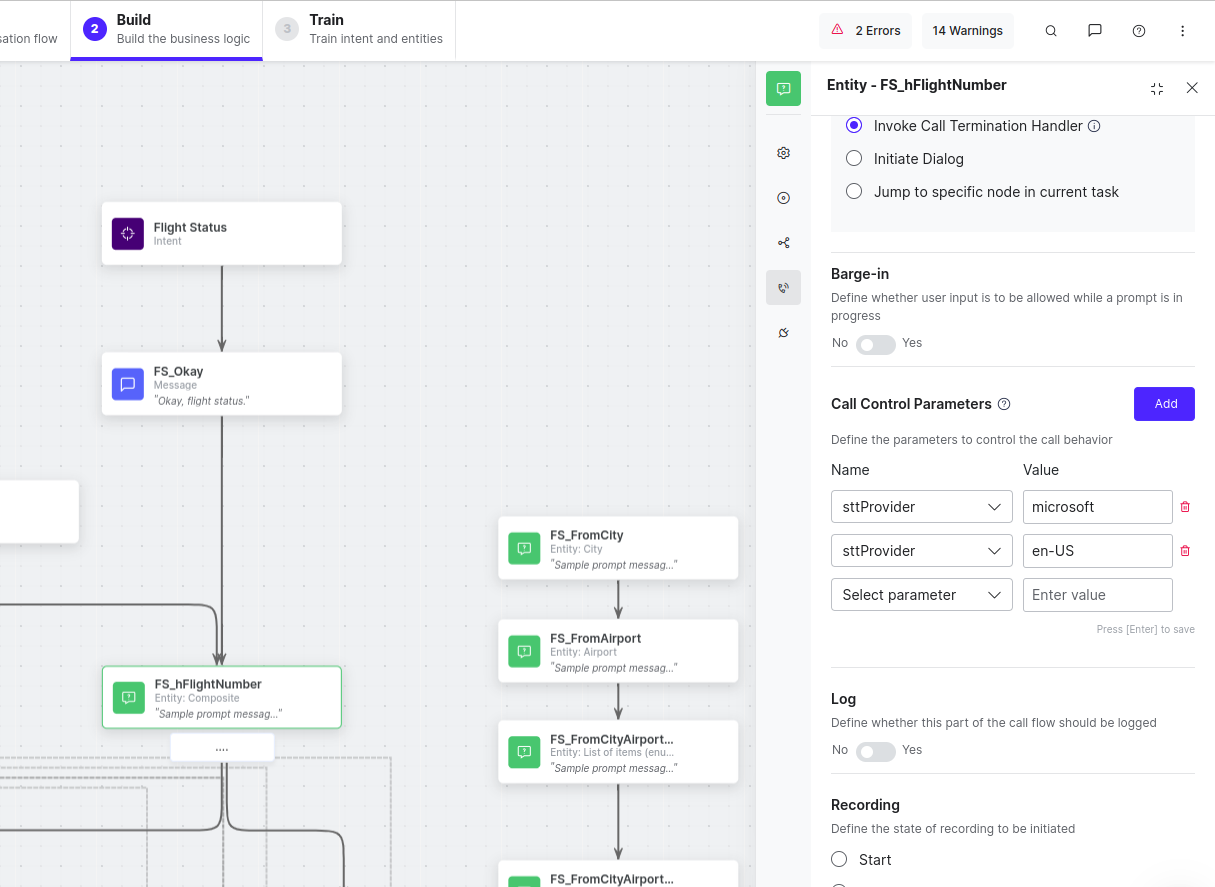 sation flow
2
Build
Build the business logic
3
Train
Train intent and entities
2 Errors
14 Warnings
Flight Status
Intent
FS_Okay
Message
"Okay, flight status."
FS_hFlightNumber
Entity: Composite
"Sample prompt messag..."
....
FS_FromCity
Entity: City
"Sample prompt messag..."
FS_FromAirport
Entity: Airport
"Sample prompt messag..."
FS_FromCityAirport...
Entity: List of items (enu...
"Sample prompt messag..."
FS_FromCityAirport...
Entity - FS_hFlightNumber
Invoke Call Termination Handler
Initiate Dialog
Jump to specific node in current task
Barge-in
Define whether user input is to be allowed while a prompt is in
progress
No Yes
Call Control Parameters
Add
Define the parameters to control the call behavior
Name Value
sttProvider microsoft
sttProvider en-US
Select parameter Enter value
Press [Enter] to save
Log
Define whether this part of the call flow should be logged
No Yes
Recording
Define the state of recording to be initiated
Start